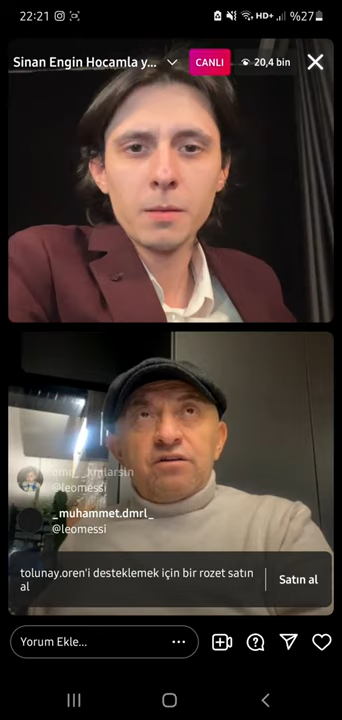 22:21
HD+
%27
Sinan Engin Hocamla y...
CANLI
20,4 bin
@leomessi
_muhammet.dmrl_
@leomessi
tolunay.oren'i desteklemek için bir rozet satın
al
Satın al
Yorum Ekle...